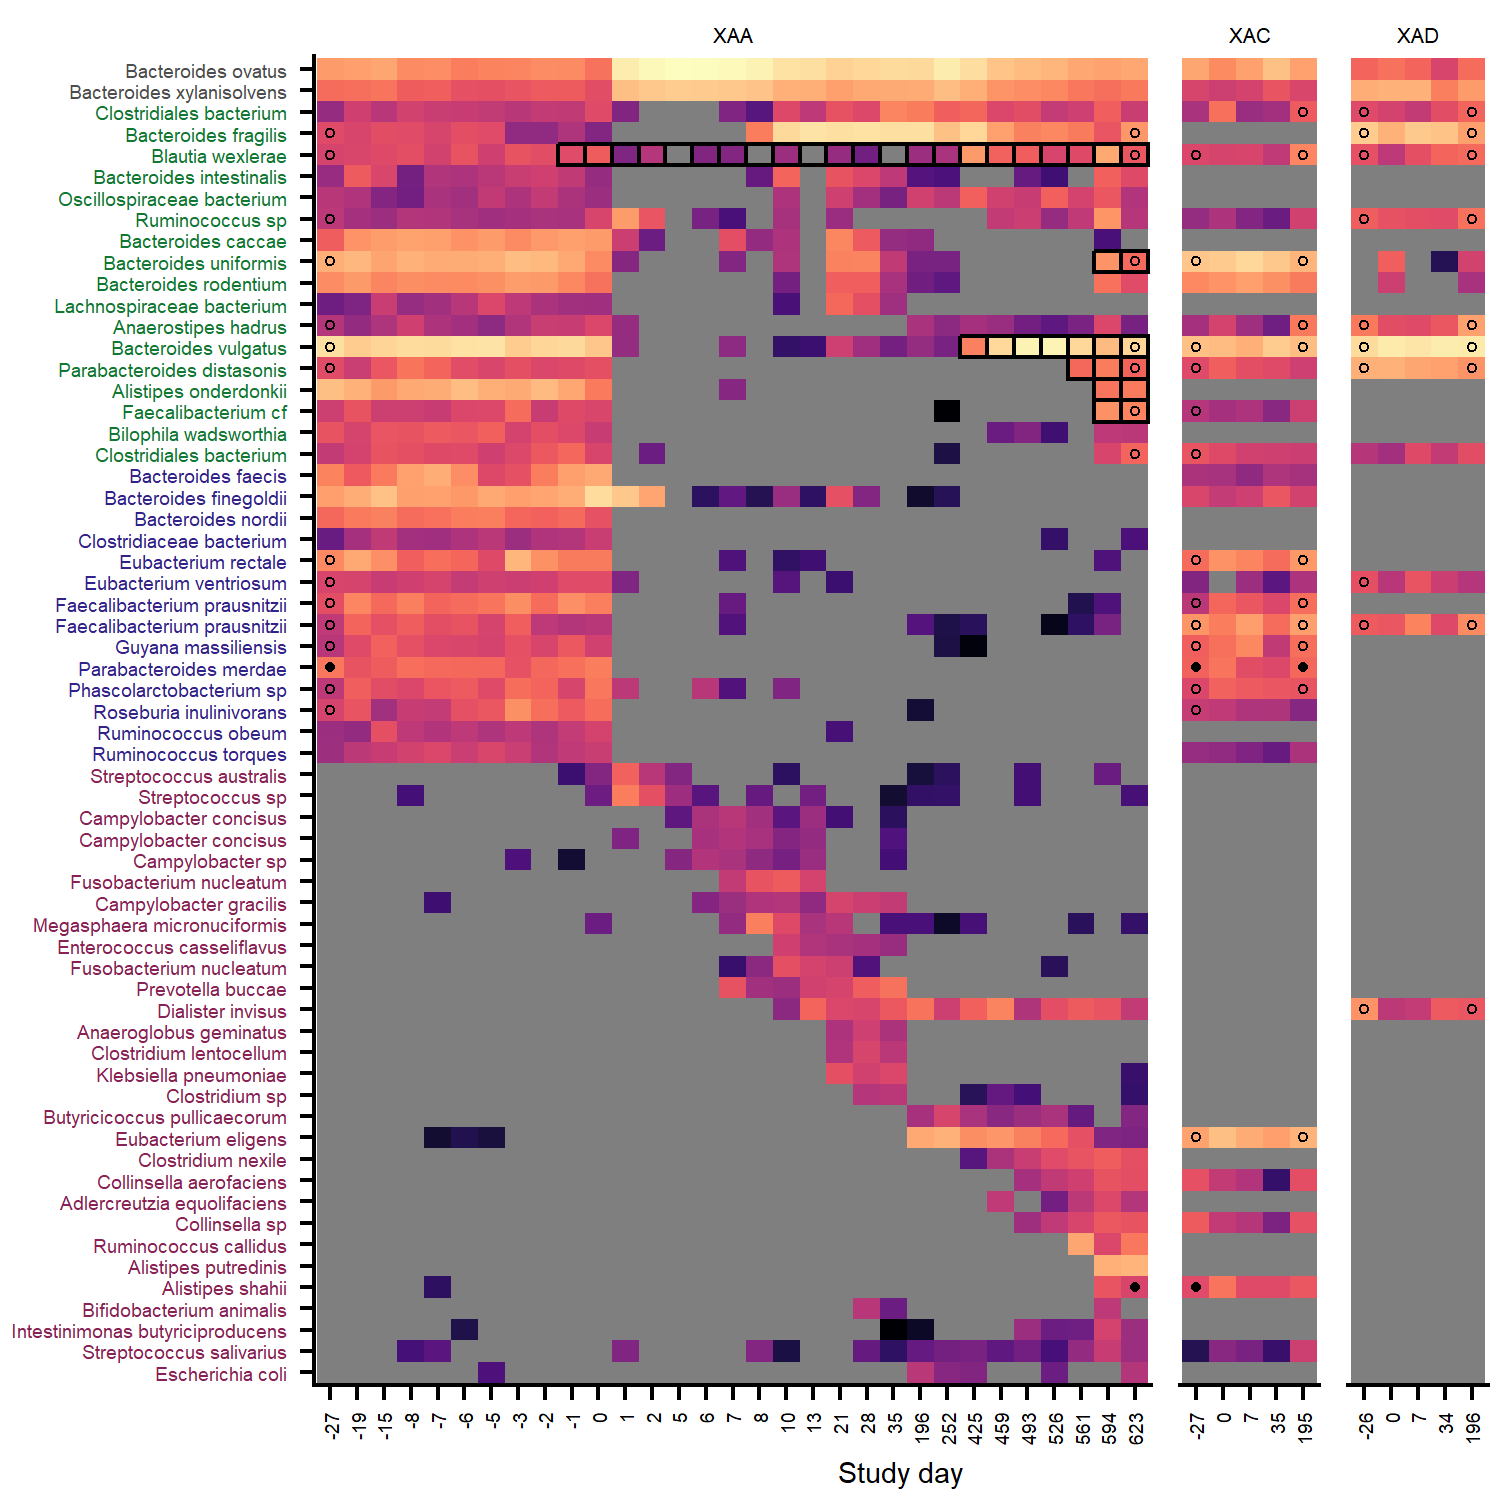 XAA XAC XAD
Bacteroides ovatus
Bacteroides xylanisolvens
Clostridiales bacterium
Bacteroides fragilis
Blautia wexlerae
Bacteroides intestinalis
Oscillospiraceae bacterium
Ruminococcus sp
Bacteroides caccae
Bacteroides uniformis
Bacteroides rodentium
Lachnospiraceae bacterium
Anaerostipes hadrus
Bacteroides vulgatus
Parabacteroides distasonis
Alistipes onderdonkii
Faecalibacterium cf
Bilophila wadsworthia
Clostridiales bacterium
Bacteroides faecis
Bacteroides finegoldii
Bacteroides nordii
Clostridiaceae bacterium
Eubacterium rectale
Eubacterium ventriosum
Faecalibacterium prausnitzii
Faecalibacterium prausnitzii
Guyana massiliensis
Parabacteroides merdae
Phascolarctobacterium sp
Roseburia inulinivorans
Ruminococcus obeum
Ruminococcus torques
Streptococcus australis
Streptococcus sp
Campylobacter concisus
Campylobacter concisus
Campylobacter sp
Fusobacterium nucleatum
Campylobacter gracilis
Megasphaera micronuciformis
Enterococcus casseliflavus
Fusobacterium nucleatum
Prevotella buccae
Dialister invisus
Anaeroglobus geminatus
Clostridium lentocellum
Klebsiella pneumoniae
Clostridium sp
Butyricicoccus pullicaecorum
Eubacterium eligens
Clostridium nexile
Collinsella aerofaciens
Adlercreutzia equolifaciens
Collinsella sp
Ruminococcus callidus
Alistipes putredinis
Alistipes shahii
Bifidobacterium animalis
Intestinimonas butyriciproducens
Streptococcus salivarius
Escherichia coli
-27 -19 -15 -8 -7 -6 -5 -3 -2 -1 0 1 2 5 6 7 8 10 13 21 28 35 196 252 425 459 493 526 561 594 623 -27 0 7 35 195 -26 0 7 34 196
Study day